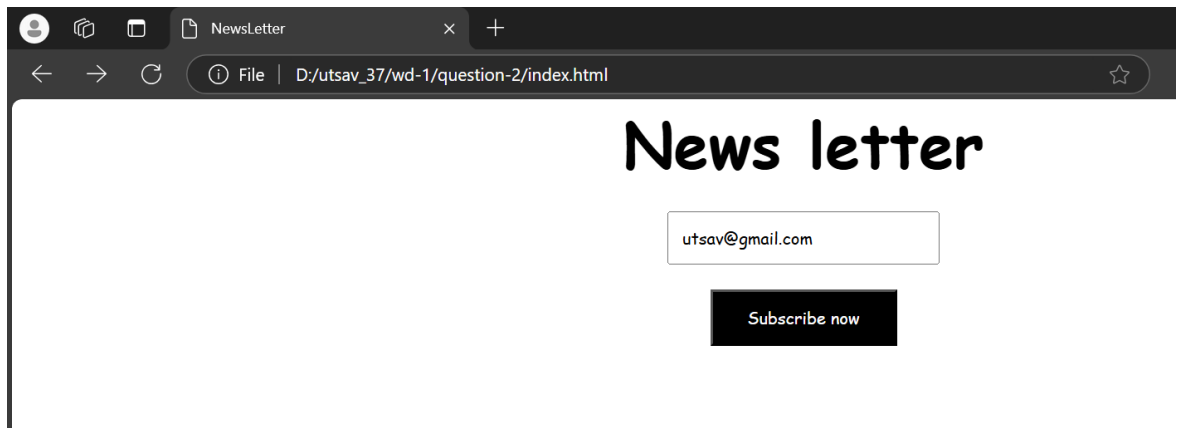 NewsLetter
File D:/utsav_37/wd-1/question-2/index.html
News letter
utsav@gmail.com
Subscribe now